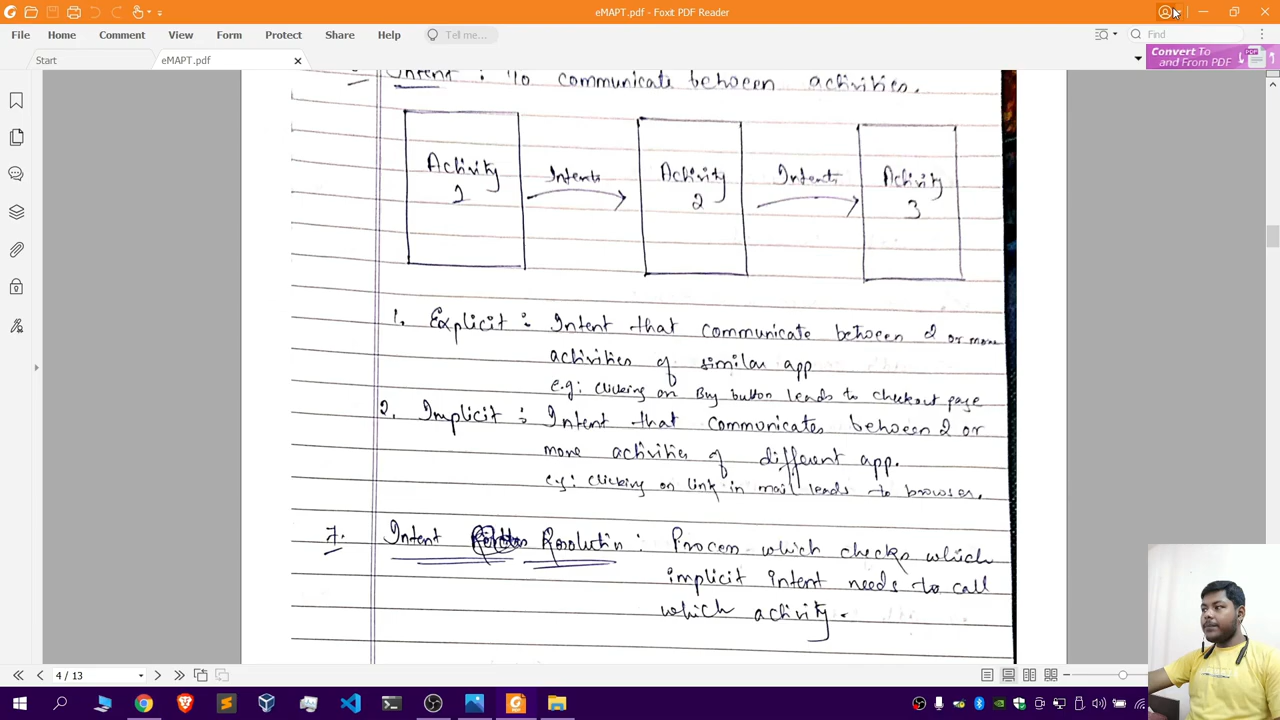 eMAPT.pdf - Foxit PDF Reader
File Home Comment View Form Protect Share Help Tell me... Find
Start eMAPT.pdf
Convert To
and From PDF
Intent : To communicate between activities.
Activity Intents Activity Intents Activity
2 2 3
1. Explicit : Intent that communicate between 2 or more
activities of similar app
e.g: clicking on Buy button leads to checkout page
2. Implicit : Intent that communicates between 2 or
more activities of different app.
e.g: clicking on link in mail leads to browser.
7. Intent Resolution : Process which checks which
implicit intent needs to call
which activity.
4 / 13